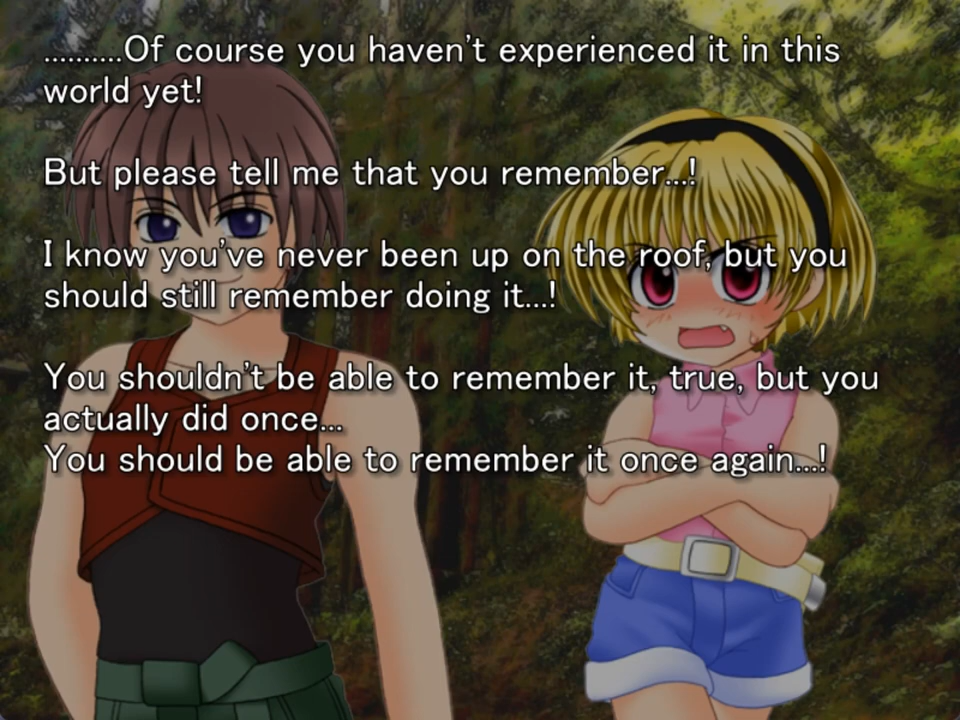 ..........Of course you haven't experienced it in this
world yet!
But please tell me that you remember...!
I know you've never been up on the roof, but you
should still remember doing it...!
You shouldn't be able to remember it, true, but you
actually did once...
You should be able to remember it once again...!